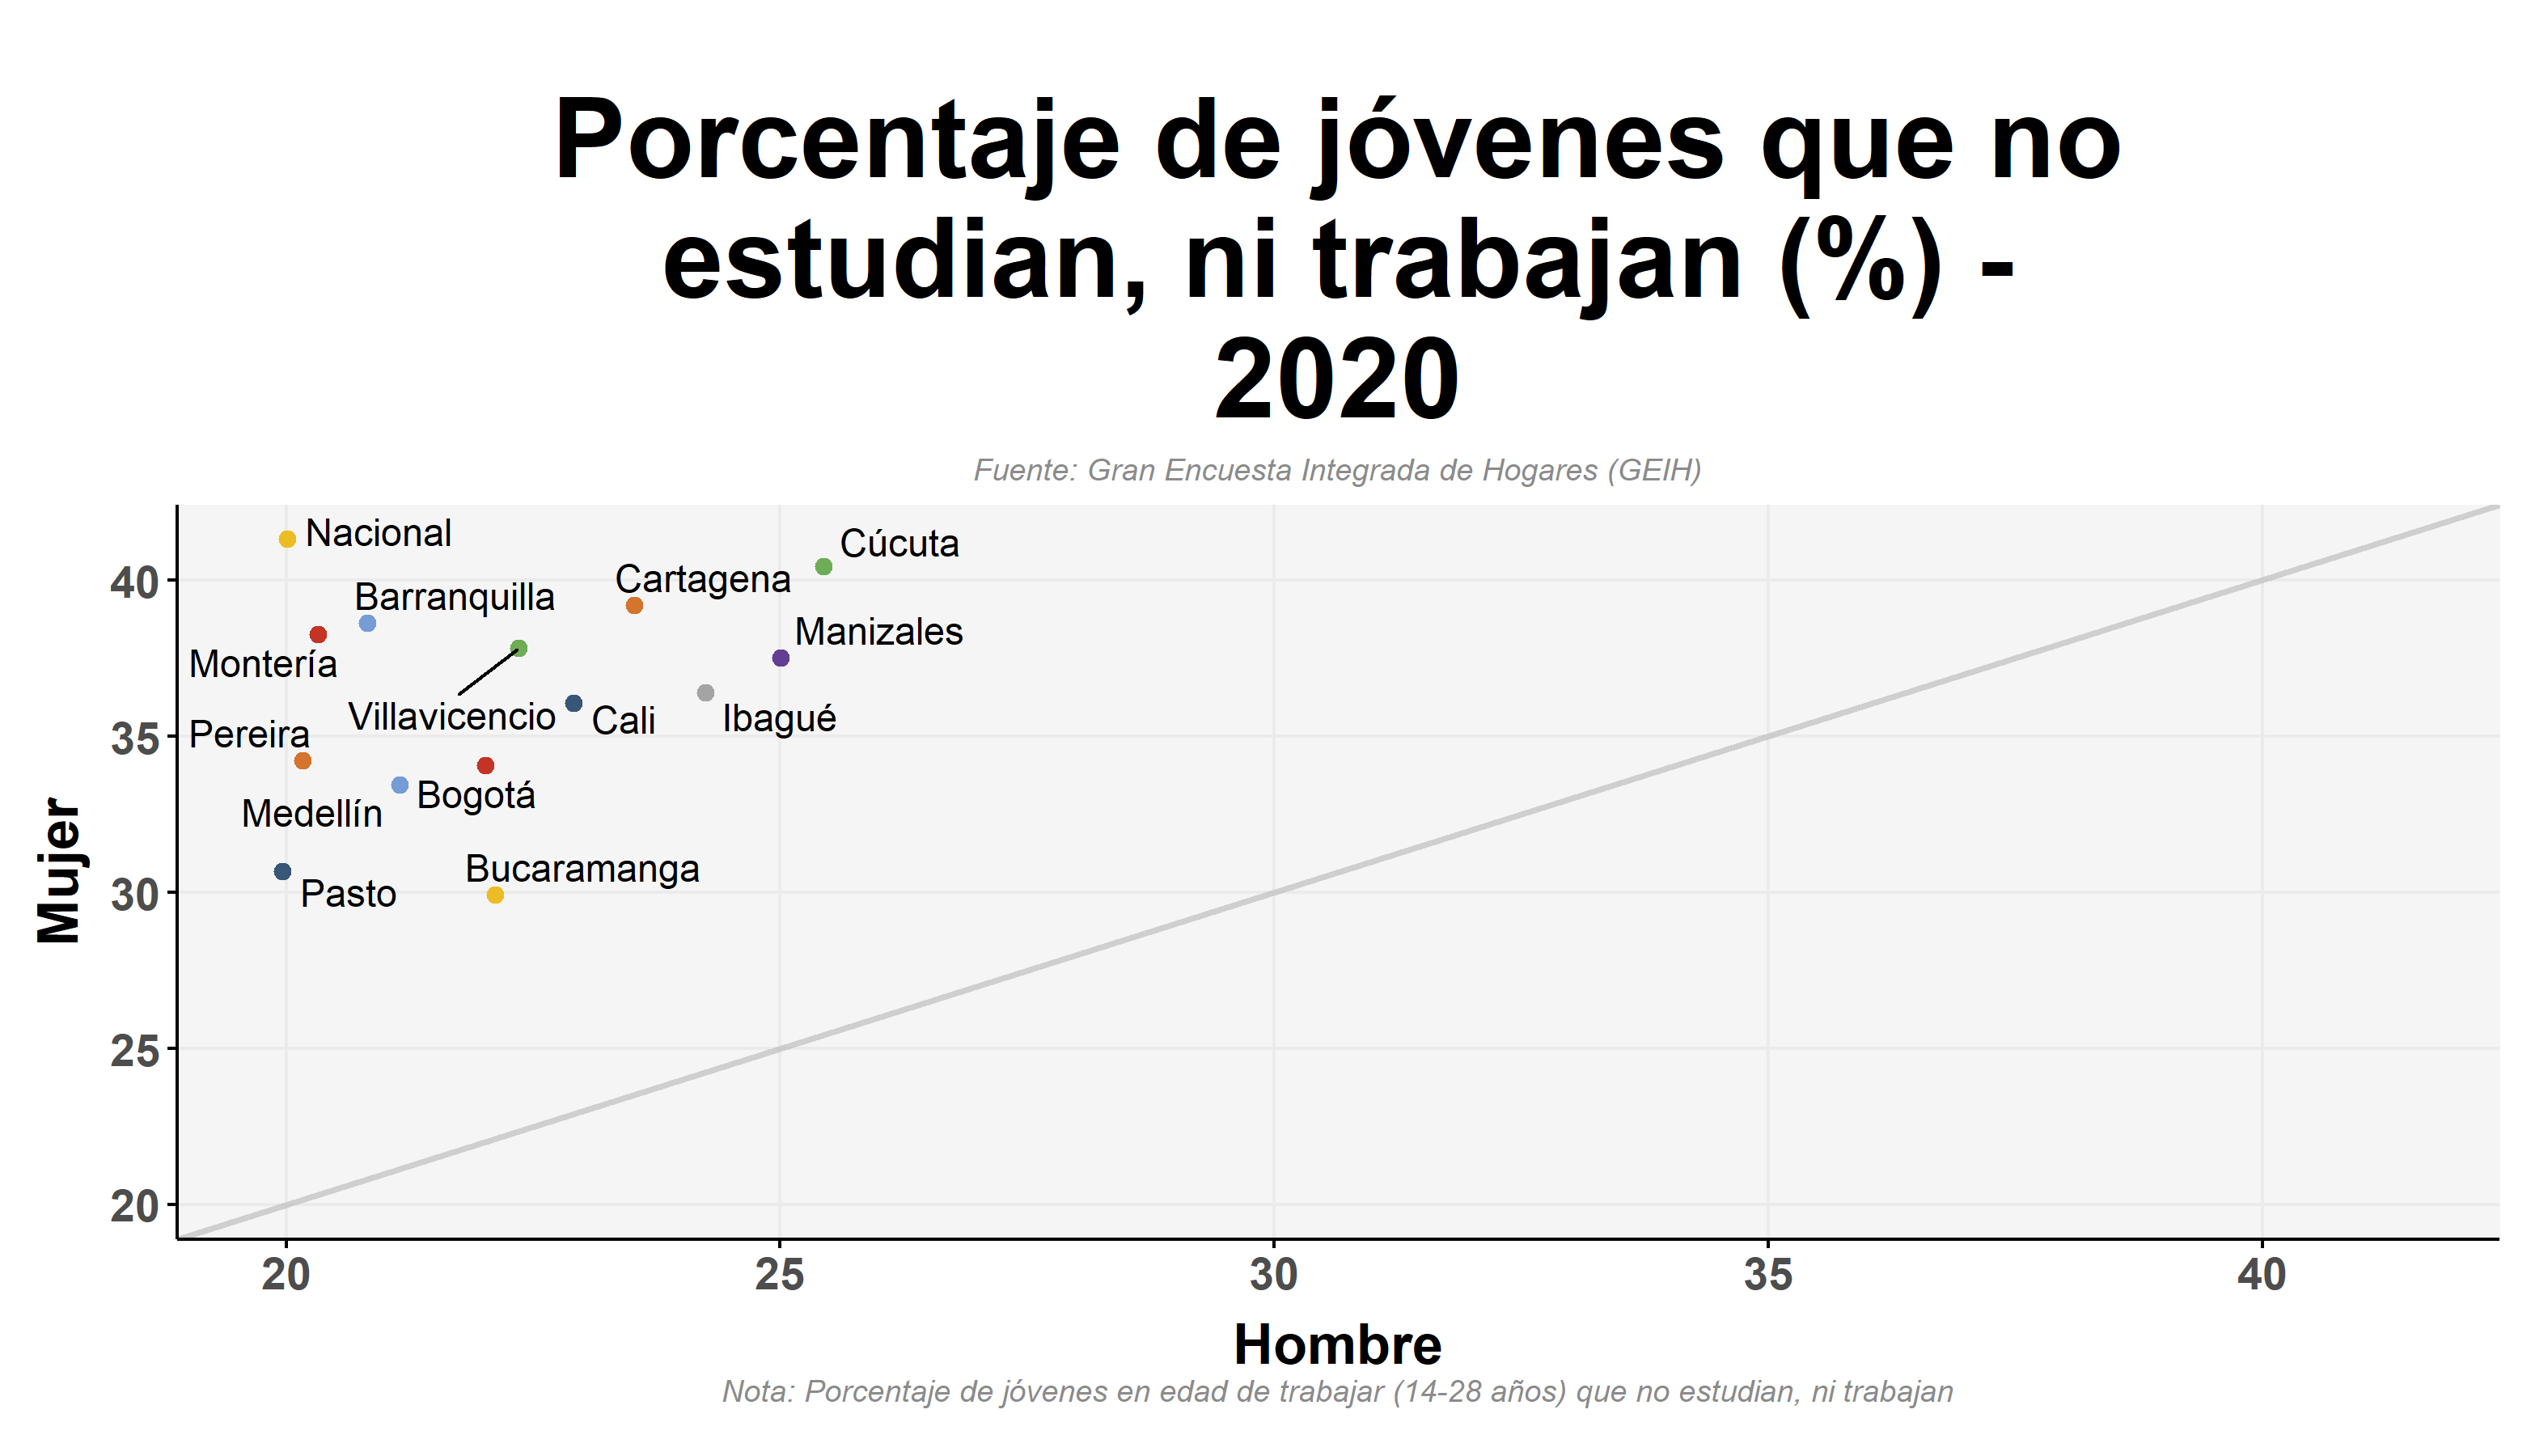 Porcentaje de jóvenes que no
estudian, ni trabajan (%) -
2020
Fuente: Gran Encuesta Integrada de Hogares (GEIH)
Nacional
Cúcuta
Cartagena
Barranquilla
Manizales
Montería
Villavicencio
Cali
Ibagué
Pereira
Bogotá
Medellín
Bucaramanga
Pasto
Mujer
40
35
30
25
20
20 25 30 35 40
Hombre
Nota: Porcentaje de jóvenes en edad de trabajar (14-28 años) que no estudian, ni trabajan